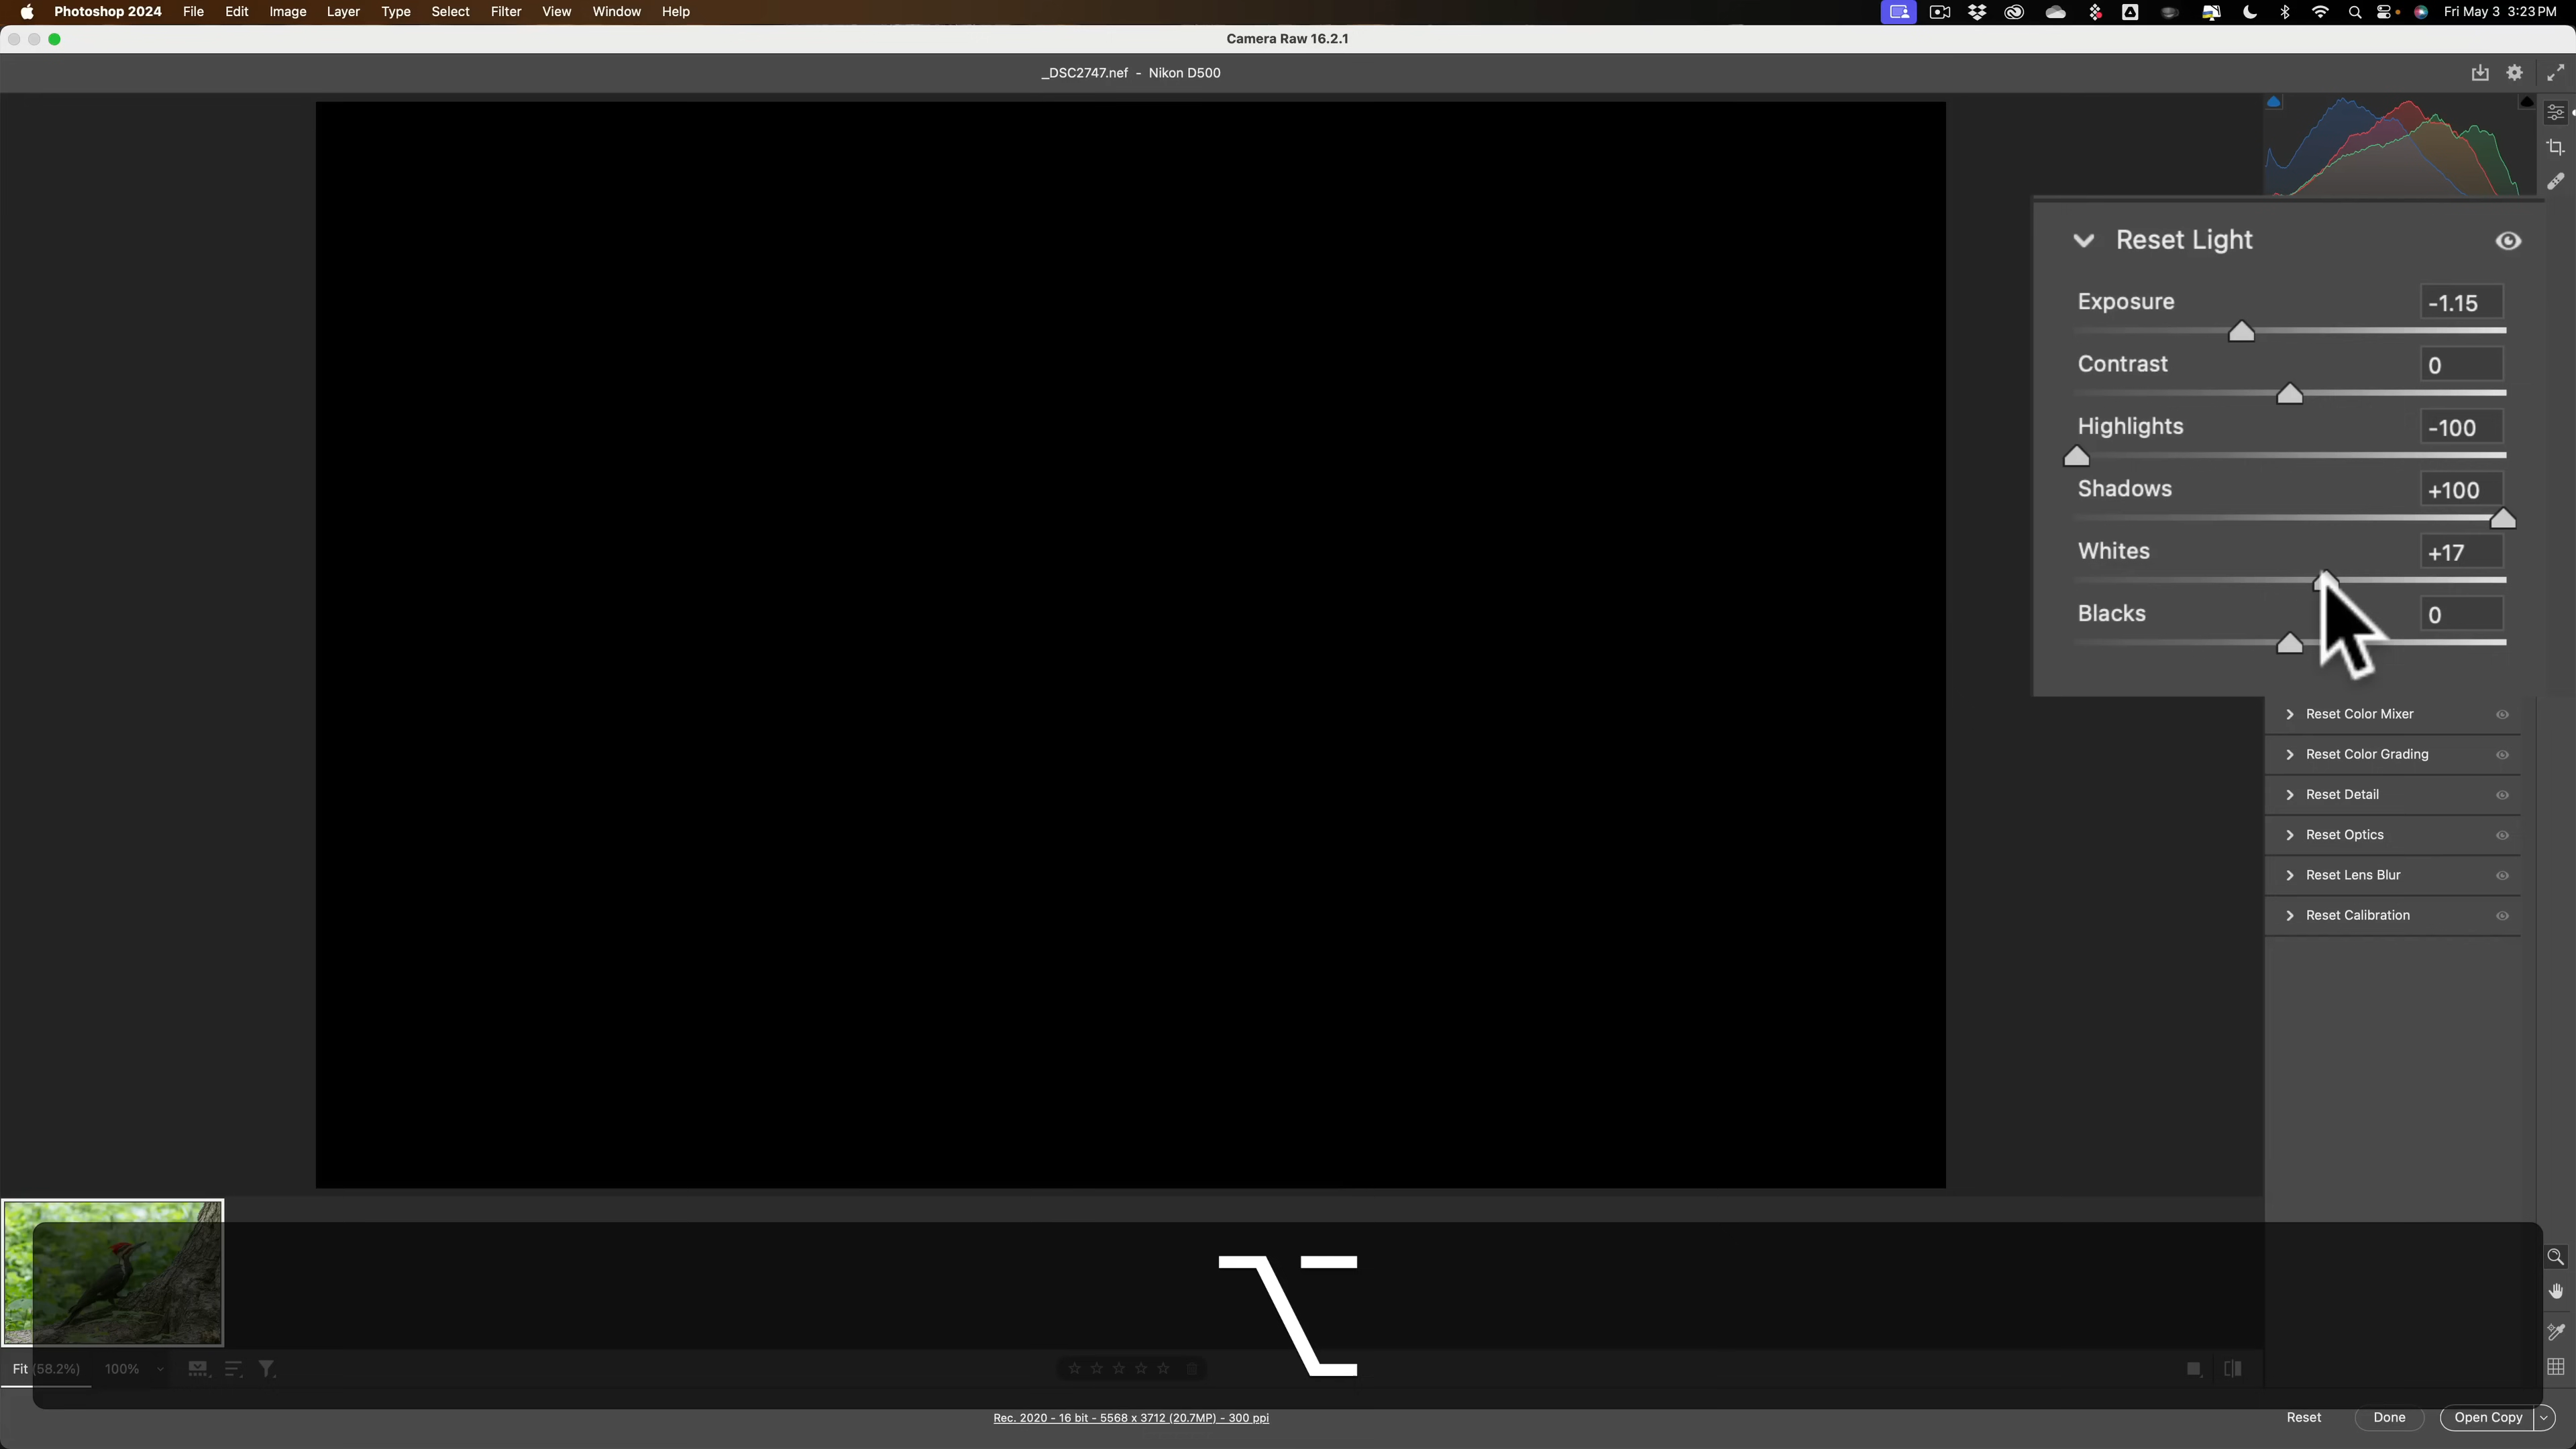 Photoshop 2024 File Edit Image Layer Type Select Filter View Window Help Fri May 3 3:23 PM
Camera Raw 16.2.1
_DSC2747.nef - Nikon D500
Reset Light
Exposure -1.15
Contrast 0
Highlights -100
Shadows +100
Whites +17
Blacks 0
Reset Color Mixer
Reset Color Grading
Reset Detail
Reset Optics
Reset Lens Blur
Reset Calibration
Fit (58.2%) 100%
Rec. 2020 - 16 bit - 5568 x 3712 (20.7MP) - 300 ppi
Reset Done Open Copy